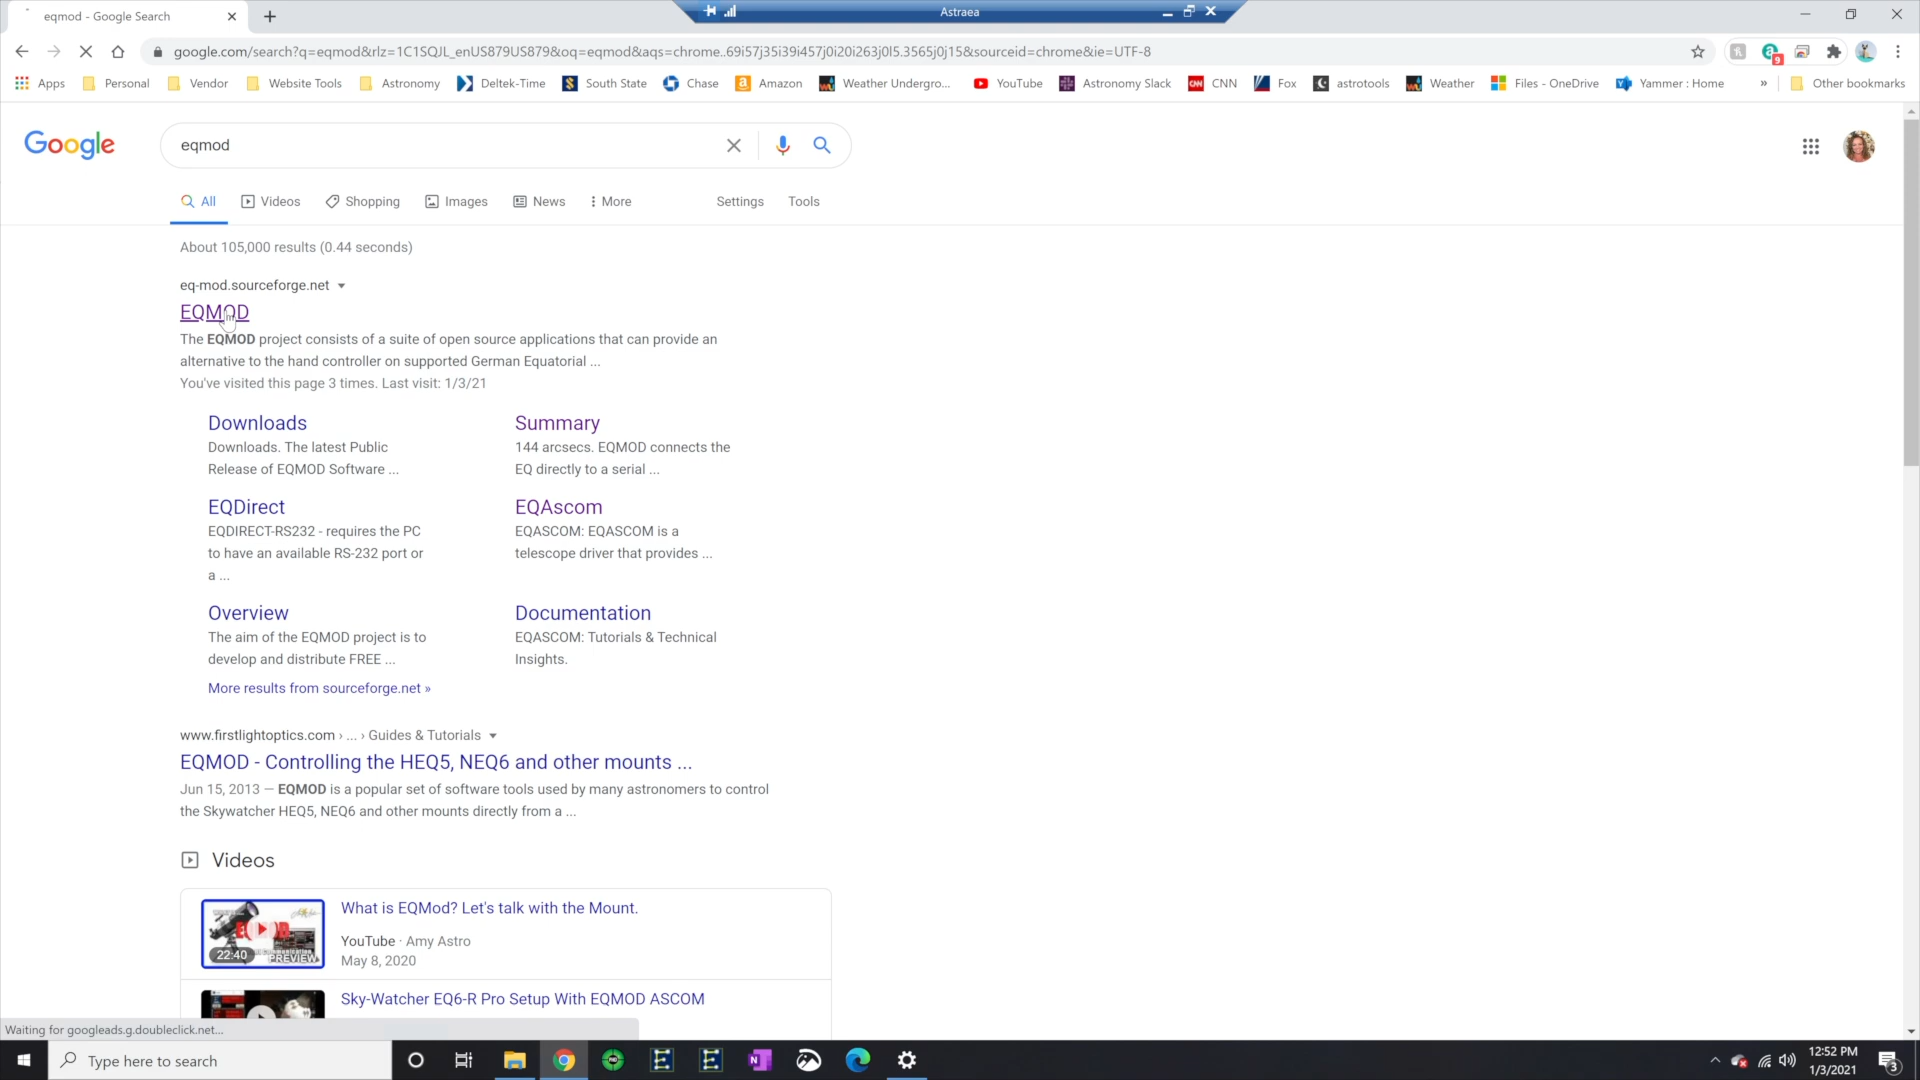 eqmod - Google Search
Astraea
google.com/search?q=eqmod&rlz=1C1SQJL_enUS879US879&oq=eqmod&aqs=chrome..69i57j35i39i457j0i20i263j0l5.3565j0j15&sourceid=chrome&ie=UTF-8
9
Apps Personal Vendor Website Tools Astronomy Deltek-Time South State Chase Amazon Weather Undergro... YouTube Astronomy Slack CNN Fox astrotools Weather Files - OneDrive Yammer : Home » Other bookmarks
Google
eqmod
All Videos Shopping Images News More Settings Tools
About 105,000 results (0.44 seconds)
eq-mod.sourceforge.net
EQMOD
The EQMOD project consists of a suite of open source applications that can provide an
alternative to the hand controller on supported German Equatorial ...
You've visited this page 3 times. Last visit: 1/3/21
Downloads
Downloads. The latest Public
Release of EQMOD Software ...
Summary
144 arcsecs. EQMOD connects the
EQ directly to a serial ...
EQDirect
EQDIRECT-RS232 - requires the PC
to have an available RS-232 port or
a ...
EQAscom
EQASCOM: EQASCOM is a
telescope driver that provides ...
Overview
The aim of the EQMOD project is to
develop and distribute FREE ...
Documentation
EQASCOM: Tutorials & Technical
Insights.
More results from sourceforge.net »
www.firstlightoptics.com › ... › Guides & Tutorials
EQMOD - Controlling the HEQ5, NEQ6 and other mounts ...
Jun 15, 2013 — EQMOD is a popular set of software tools used by many astronomers to control
the Skywatcher HEQ5, NEQ6 and other mounts directly from a ...
Videos
22:40
PREVIEW
What is EQMod? Let's talk with the Mount.
YouTube · Amy Astro
May 8, 2020
Sky-Watcher EQ6-R Pro Setup With EQMOD ASCOM
Waiting for googleads.g.doubleclick.net...
Type here to search
12:52 PM
1/3/2021
3